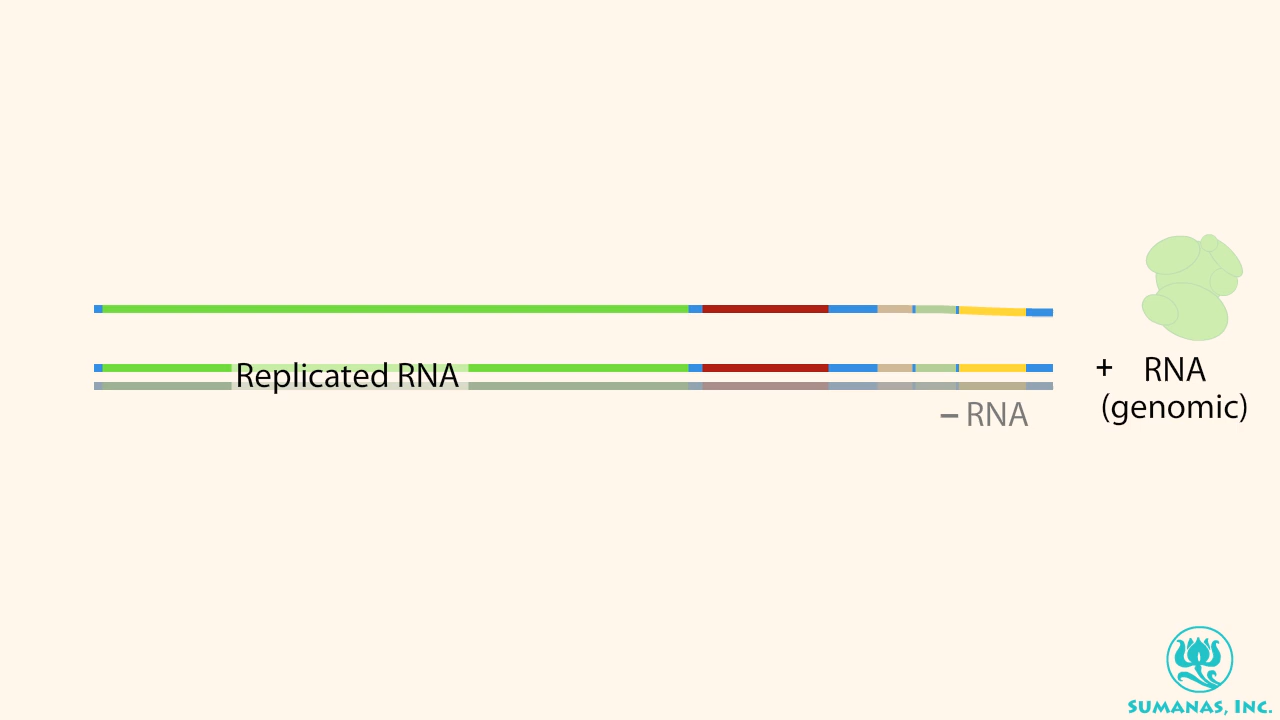 Replicated RNA
+ RNA
(genomic)
− RNA
SUMANAS, INC.